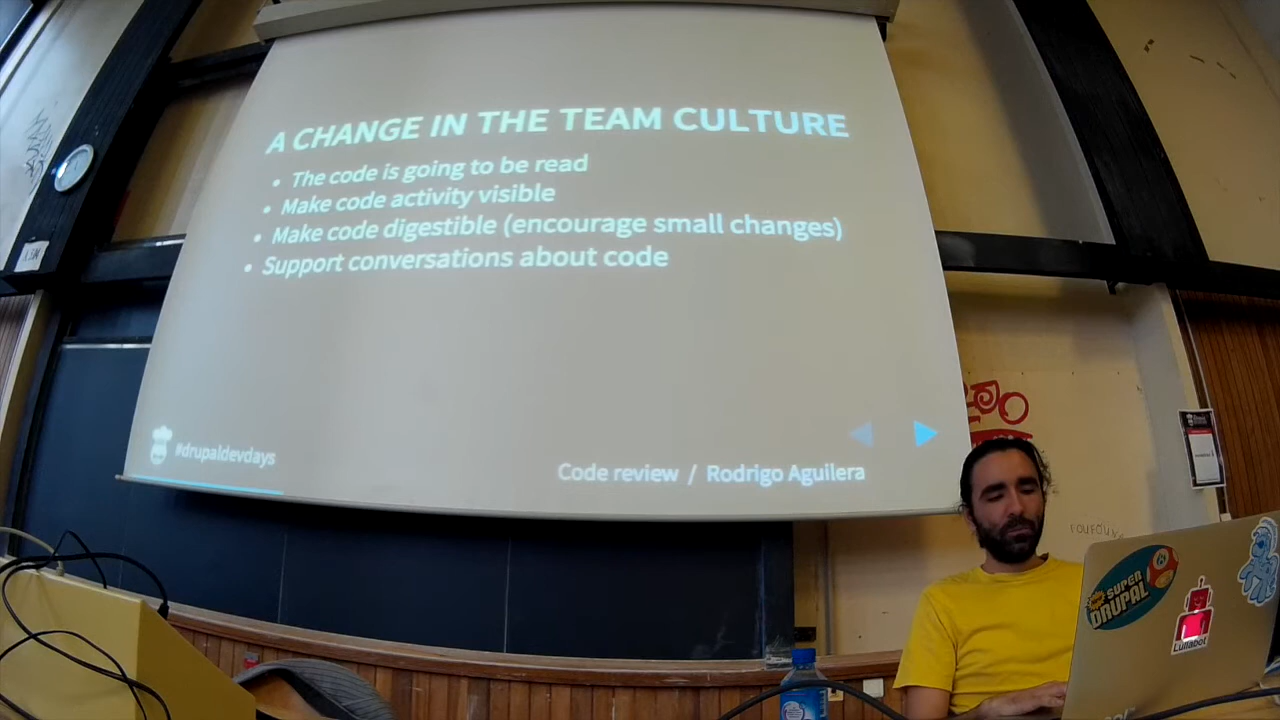 A CHANGE IN THE TEAM CULTURE
• The code is going to be read
• Make code activity visible
• Make code digestible (encourage small changes)
• Support conversations about code
#drupaldevdays
Code review / Rodrigo Aguilera
SUPER
DRUPAL
Lullabot